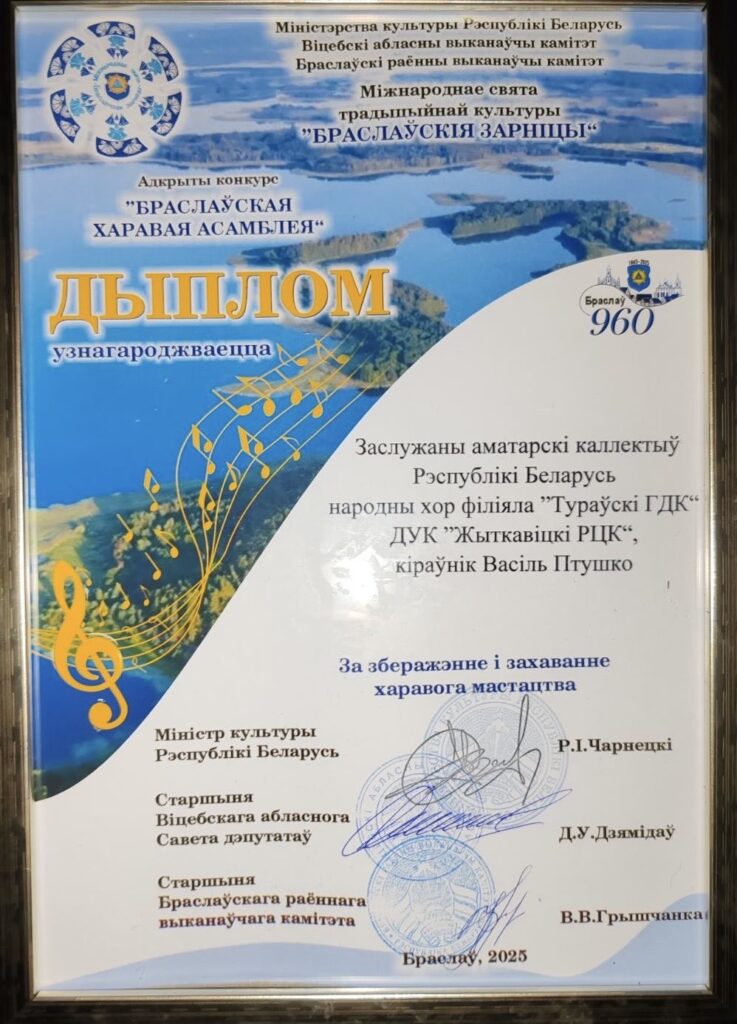 Міністэрства культуры Рэспублікі Беларусь
Віцебскі абласны выканаўчы камітэт
Браслаўскі раённы выканаўчы камітэт
Міжнароднае свята
традыцыйнай культуры
"БРАСЛАЎСКІЯ ЗАРНІЦЫ“
Адкрыты конкурс
"БРАСЛАЎСКАЯ
ХАРАВАЯ АСАМБЛЕЯ“
ДЫПЛОМ
узнагароджваецца
Браслаў
960
Заслужаны аматарскі каллектыў
Рэспублікі Беларусь
народны хор філіяла ”Тураўскі ГДК“
ДУК ”Жыткавіцкі РЦК“,
кіраўнік Васіль Птушко
За зберажэнне і захаванне
харавога мастацтва
Міністр культуры
Рэспублікі Беларусь
Р.І.Чарнецкі
Старшыня
Віцебскага абласнога
Савета дэпутатаў
Д.У.Дзямідаў
Старшыня
Браслаўскага раённага
выканаўчага камітэта
В.В.Грышчанка
Браслаў, 2025